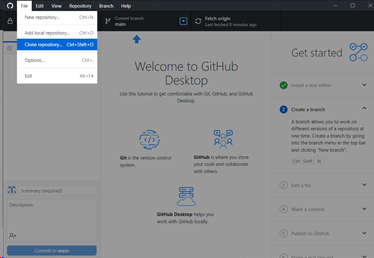 File Edit View Repository Branch Help
New repository... Ctrl+N
Add local repository... Ctrl+O
Clone repository... Ctrl+Shift+O
Options... Ctrl+,
Exit Alt+F4
Current branch
main
Fetch origin
Last fetched 8 minutes ago
Welcome to GitHub
Desktop
Use this tutorial to get comfortable with Git, GitHub, and GitHub
Desktop.
Git is the version control
system.
GitHub is where you
store your code and
collaborate with
others.
GitHub Desktop helps you
work with GitHub locally.
Get started
Install a text editor
2 Create a branch
A branch allows you to work
on different versions of a
repository at one time. Create a
branch by going into the
branch menu in the top bar
and clicking "New branch".
Ctrl Shift N
3 Edit a file
4 Make a commit
5 Publish to GitHub
Summary (required)
Description
Commit to main